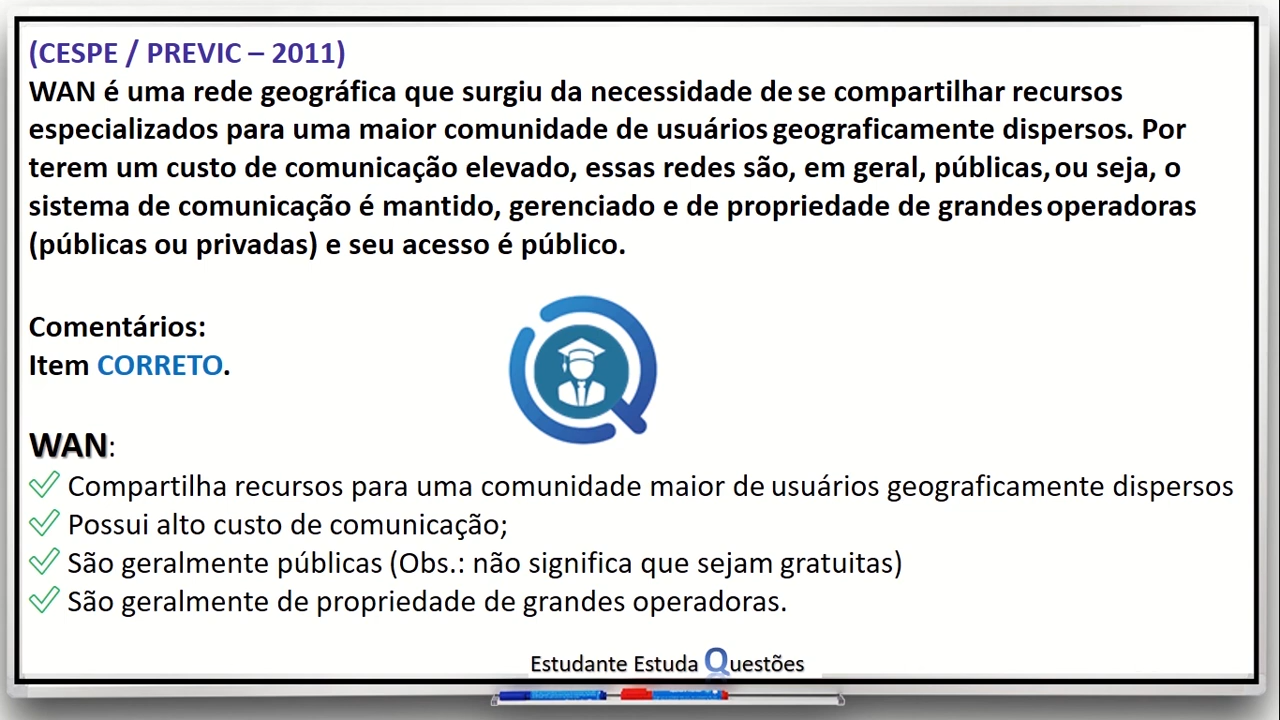 (CESPE / PREVIC – 2011)
WAN é uma rede geográfica que surgiu da necessidade de se compartilhar recursos
especializados para uma maior comunidade de usuários geograficamente dispersos. Por
terem um custo de comunicação elevado, essas redes são, em geral, públicas, ou seja, o
sistema de comunicação é mantido, gerenciado e de propriedade de grandes operadoras
(públicas ou privadas) e seu acesso é público.
Comentários:
Item CORRETO.
WAN:
✓ Compartilha recursos para uma comunidade maior de usuários geograficamente dispersos
✓ Possui alto custo de comunicação;
✓ São geralmente públicas (Obs.: não significa que sejam gratuitas)
✓ São geralmente de propriedade de grandes operadoras.
Estudante Estuda Questões